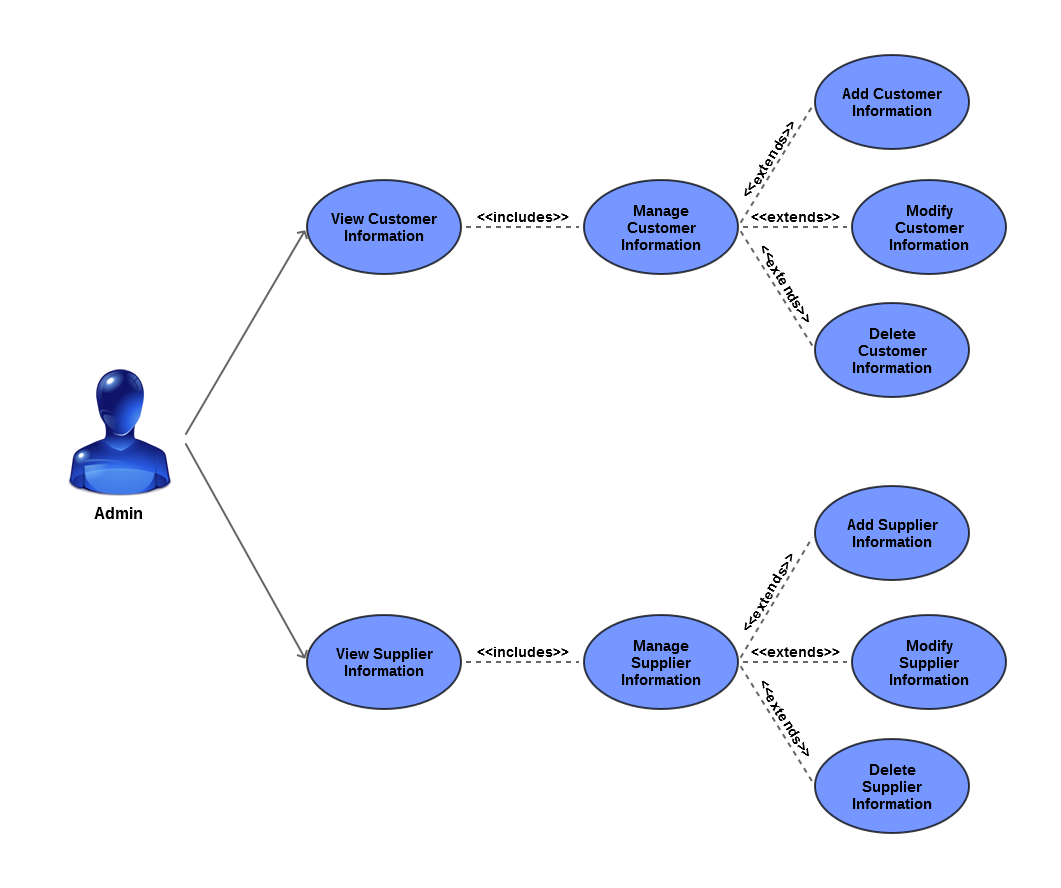 Add Customer
Information
<<extends>>
View Customer
Information
<<includes>>
Manage
Customer
Information
<<extends>>
Modify
Customer
Information
<<extends>>
Delete
Customer
Information
Admin
Add Supplier
Information
<<extends>>
View Supplier
Information
<<includes>>
Manage
Supplier
Information
<<extends>>
Modify
Supplier
Information
<<extends>>
Delete
Supplier
Information